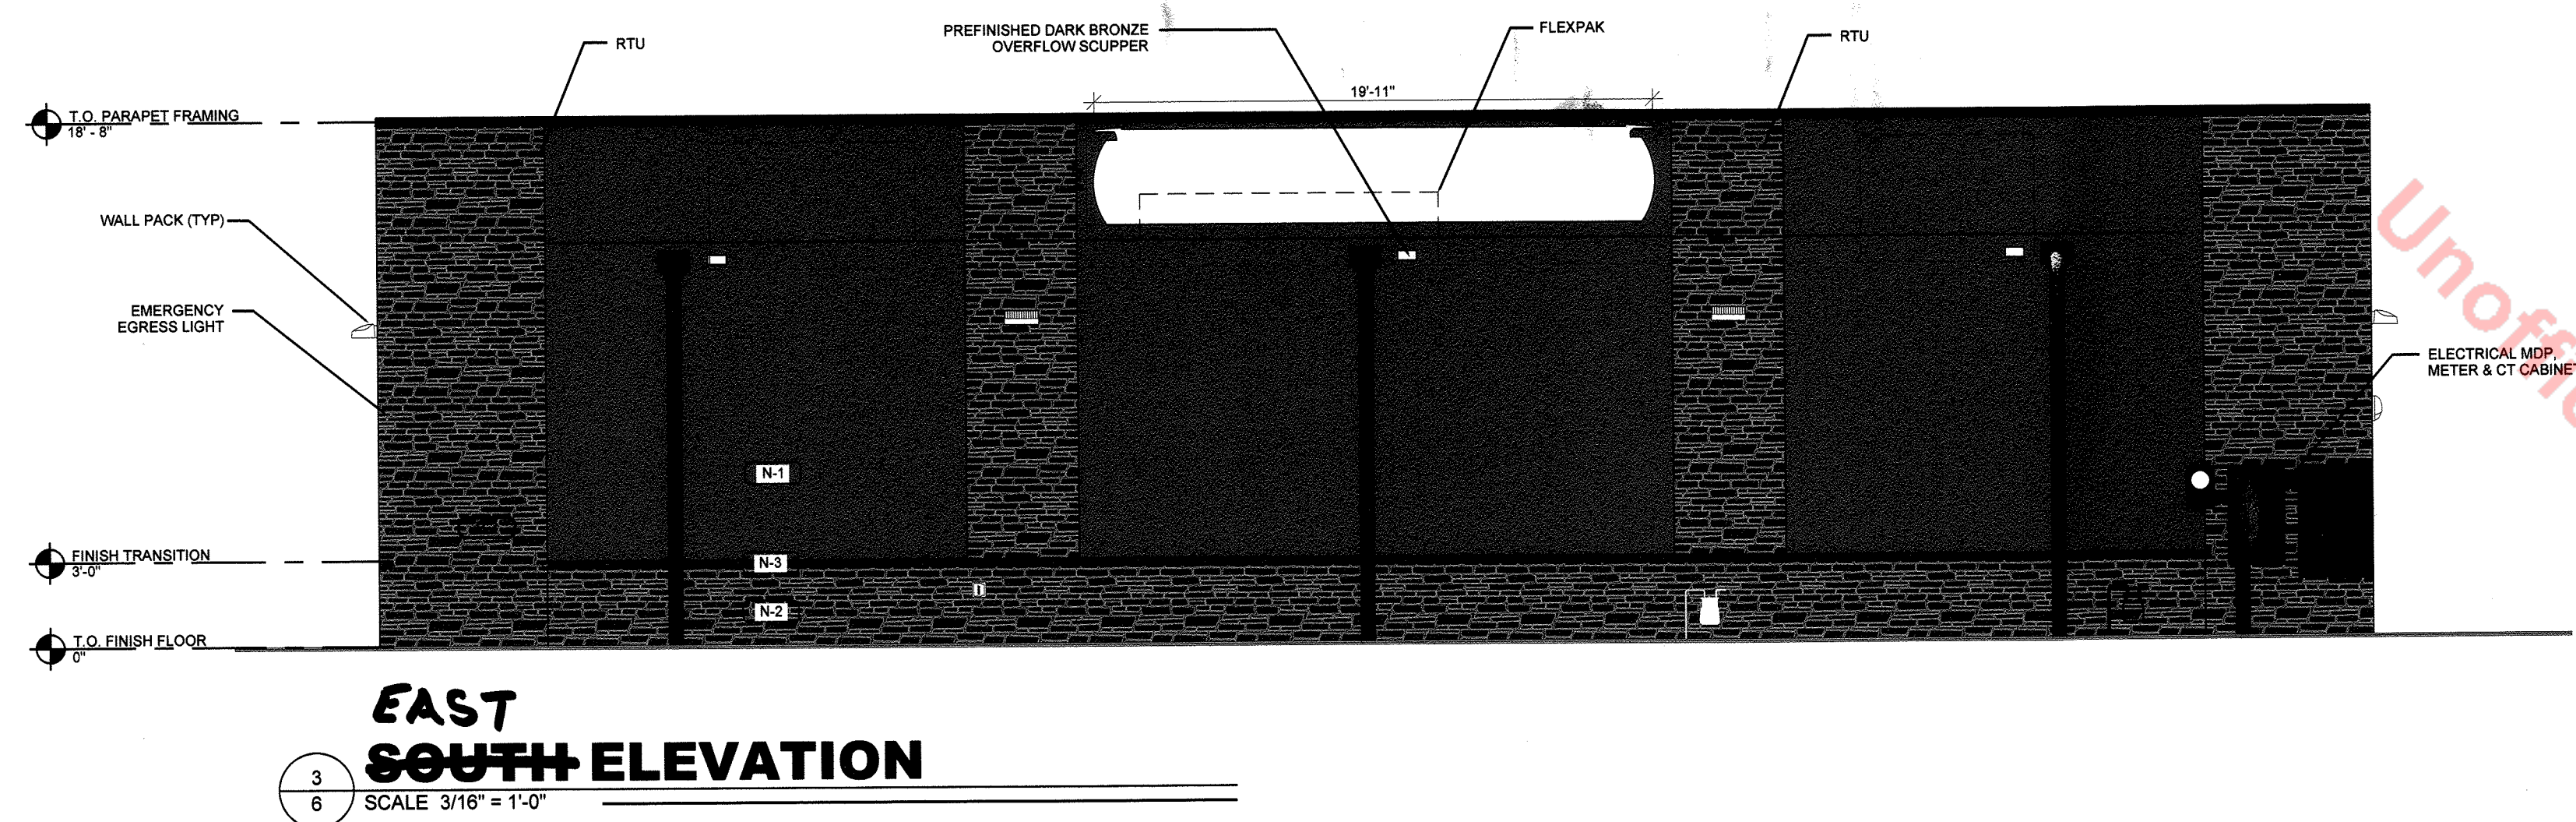 RTU
PREFINISHED DARK BRONZE
OVERFLOW SCUPPER
FLEXPAK
RTU
19'-11"
T.O. PARAPET FRAMING
18' - 8"
WALL PACK (TYP)
EMERGENCY
EGRESS LIGHT
ELECTRICAL MDP,
METER & CT CABINET
N-1
FINISH TRANSITION
3'-0"
N-3
N-2
T.O. FINISH FLOOR
0"
EAST
SOUTH ELEVATION
3
6
SCALE 3/16" = 1'-0"